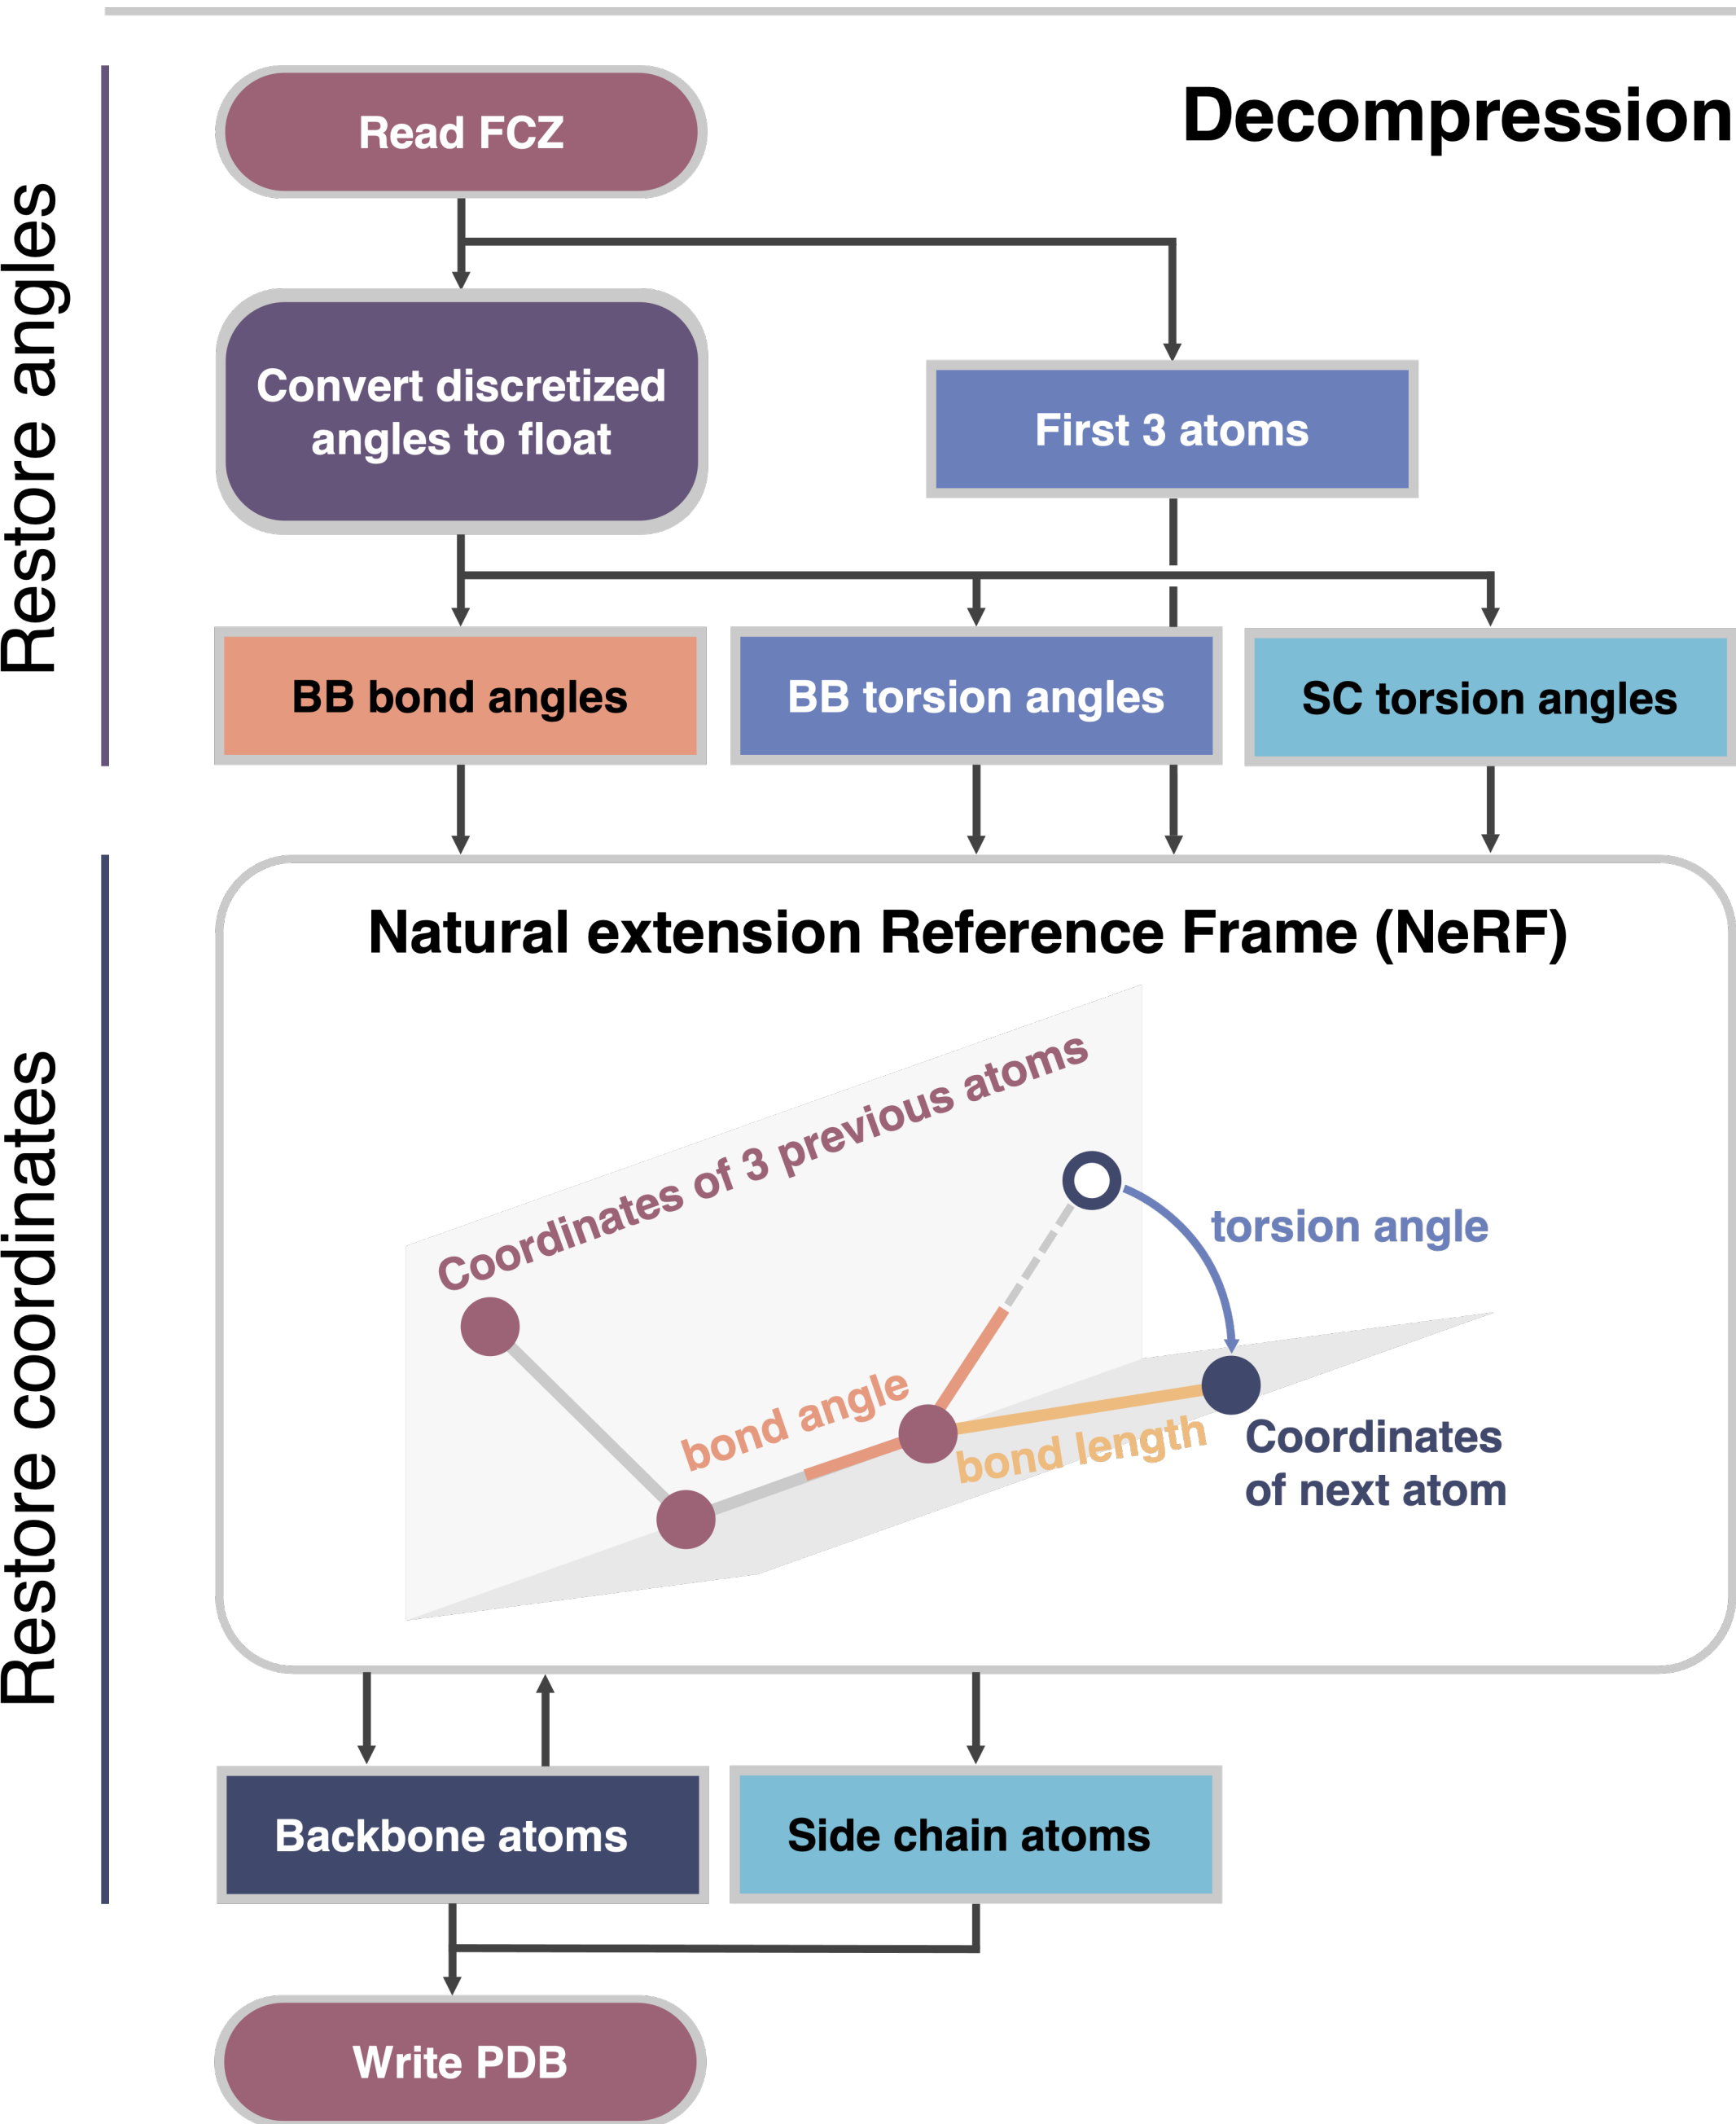 Decompression
Restore angles
Read FCZ
Convert discretized
angles to float
First 3 atoms
BB bond angles
BB torsion angles
SC torsion angles
Restore coordinates
Natural extension Reference Frame (NeRF)
Coordinates of 3 previous atoms
torsion angle
bond angle
bond length
Coordinates
of next atom
Backbone atoms
Side chain atoms
Write PDB